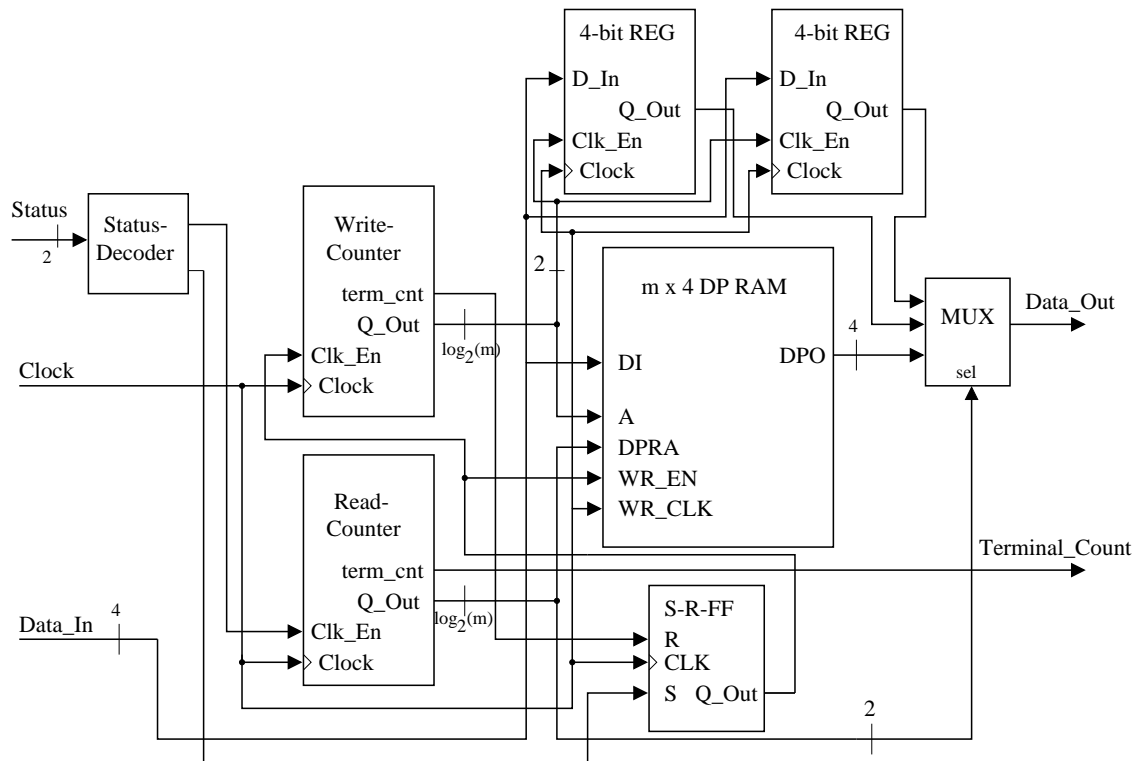 4-bit REG
D_In
Q_Out
Clk_En
Clock
4-bit REG
D_In
Q_Out
Clk_En
Clock
Status
2
Status-
Decoder
Write-
Counter
term_cnt
Q_Out
log2(m)
Clk_En
Clock
2
m x 4 DP RAM
DI
DPO
4
A
DPRA
WR_EN
WR_CLK
MUX
sel
Data_Out
Clock
Read-
Counter
term_cnt
Q_Out
log2(m)
Clk_En
Clock
Terminal_Count
S-R-FF
R
CLK
S
Q_Out
Data_In
4
2